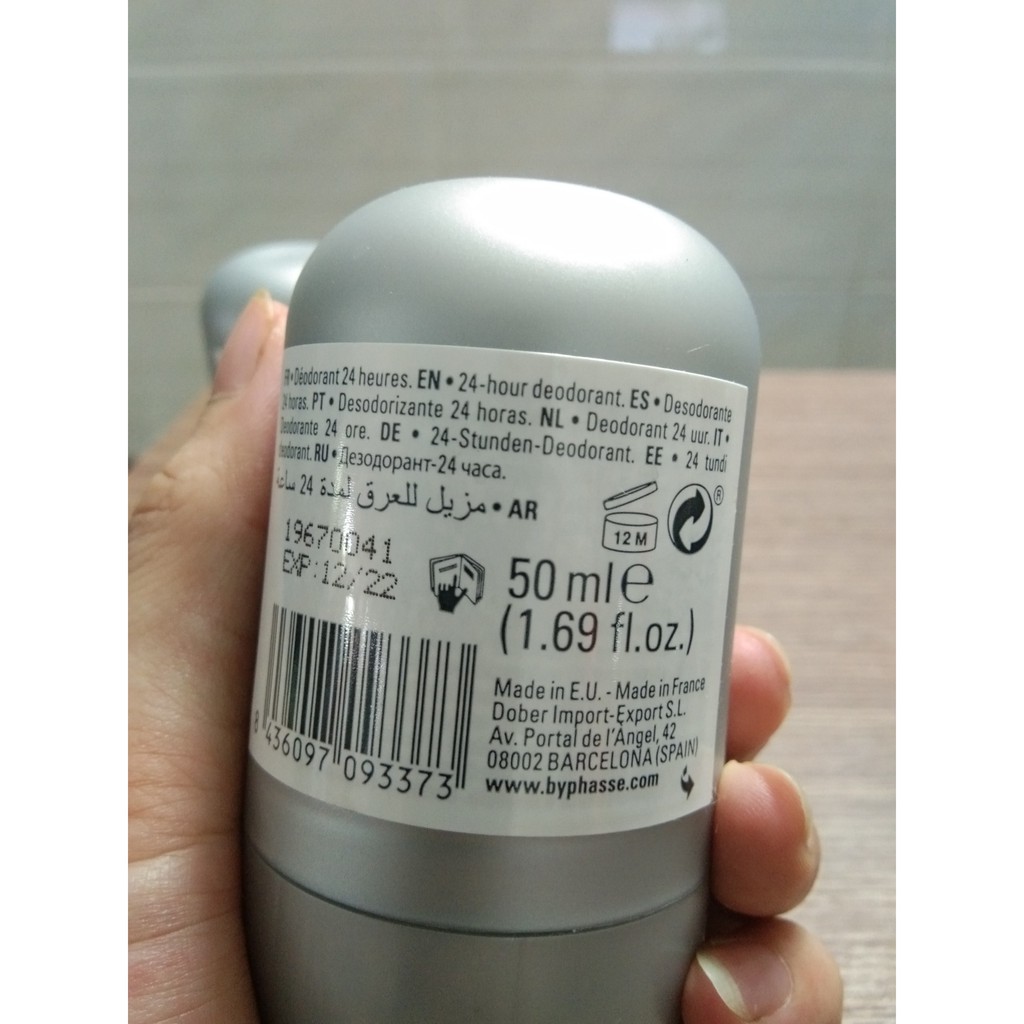 FR • Déodorant 24 heures. EN • 24-hour deodorant. ES • Desodorante
24 horas. PT • Desodorizante 24 horas. NL • Deodorant 24 uur. IT •
Deodorante 24 ore. DE • 24-Stunden-Deodorant. EE • 24 tundi
deodorant. RU • Дезодорант-24 часа.
AR • مزيل للعرق لمدة 24 ساعة
12 M
®
19670041
EXP:12/22
50 ml e
(1.69 fl.oz.)
8 436097 093373
Made in E.U. - Made in France
Dober Import-Export S.L.
Av. Portal de l'Àngel, 42
08002 BARCELONA (SPAIN)
www.byphasse.com